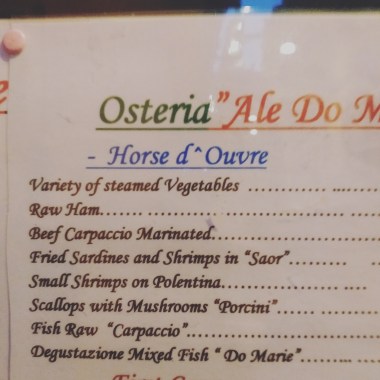 Osteria "Ale Do M
- Horse d^Ouvre
Variety of steamed Vegetables ............ .....
Raw Ham....... ...................... ...
Beef Carpaccio Marinated.....................
Fried Sardines and Shrimps in "Saor".........
Small Shrimps on Polentina............... ....
Scallops with Mushrooms "Porcini"...... ......
Fish Raw "Carpaccio"........................
Degustazione Mixed Fish " Do Marie"....... ...